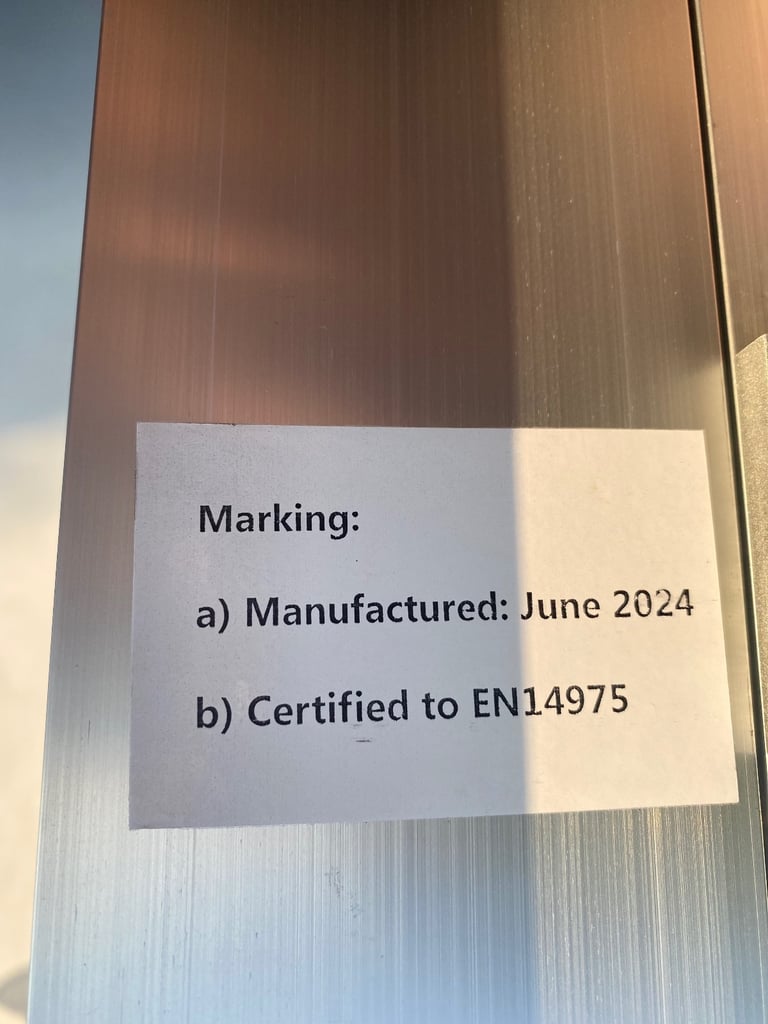 Marking:
a) Manufactured: June 2024
b) Certified to EN14975